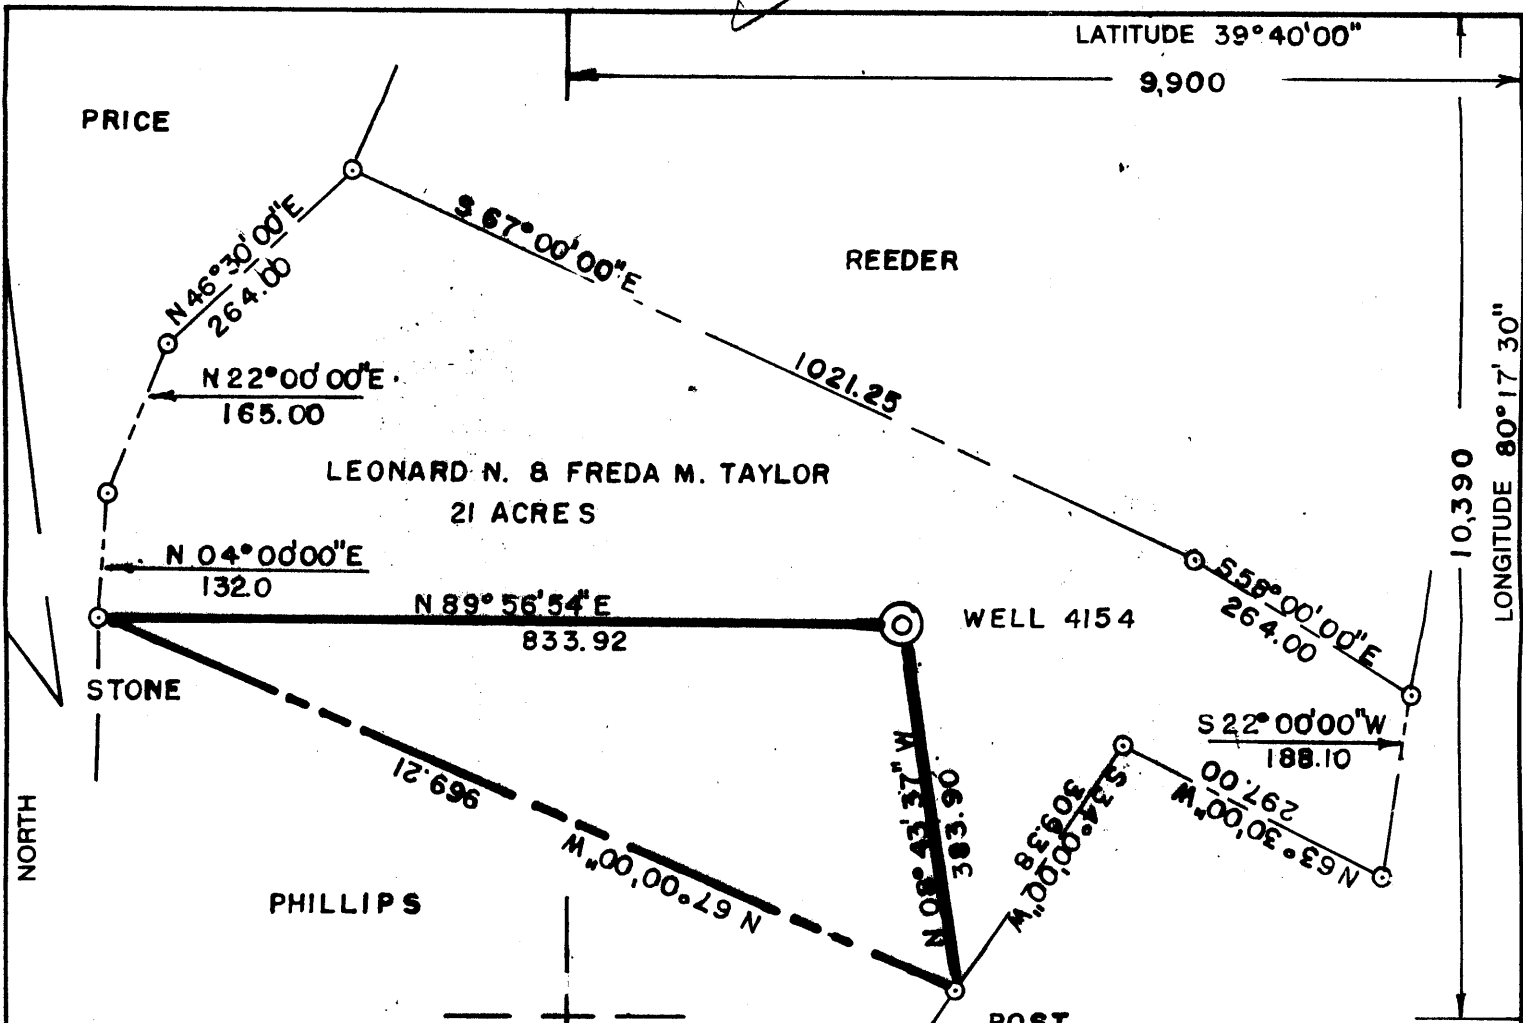 LATITUDE 39°40'00"
9,900
PRICE
N 46°30'00"E
264.00
S 67°00'00"E
REEDER
1021.25
N 22°00'00"E
165.00
LEONARD N. & FREDA M. TAYLOR
21 ACRES
10,390
LONGITUDE 80°17'30"
N 04°00'00"E
132.0
N 89°56'54"E
833.92
WELL 4154
S 58°00'00"E
264.00
STONE
S 22°00'00"W
188.10
297.00
N 63°30'00"W
S 34°00'00"W
309.38
969.21
N 67°00'00"W
N 08°43'37"W
383.90
NORTH
PHILLIPS
POST